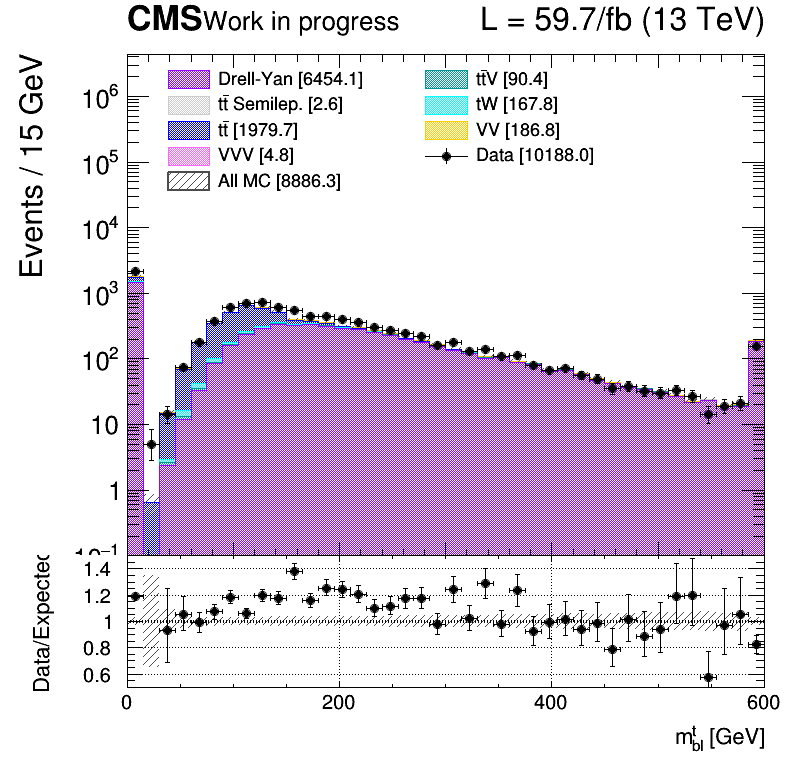 CMS Work in progress L = 59.7/fb (13 TeV)
Events / 15 GeV
Drell-Yan [6454.1]
tt̄ Semilep. [2.6]
tt̄ [1979.7]
VVV [4.8]
All MC [8886.3]
tt̄V [90.4]
tW [167.8]
VV [186.8]
Data [10188.0]
10⁶
10⁵
10⁴
10³
10²
10
1
10⁻¹
Data/Expected
1.4
1.2
1
0.8
0.6
0 200 400 600
mᵗbl [GeV]